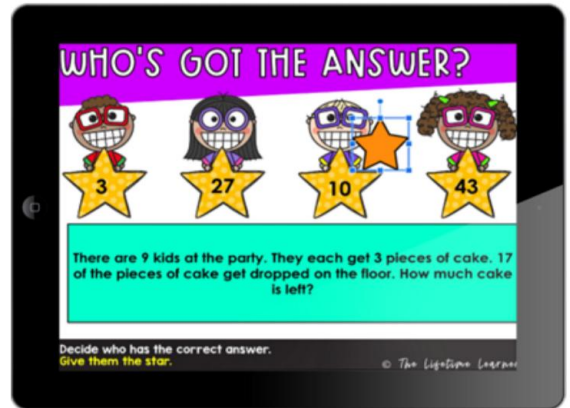 WHO'S GOT THE ANSWER?
3
27
10
43
There are 9 kids at the party. They each get 3 pieces of cake. 17
of the pieces of cake get dropped on the floor. How much cake
is left?
Decide who has the correct answer.
Give them the star.
© The Lifetime Learne